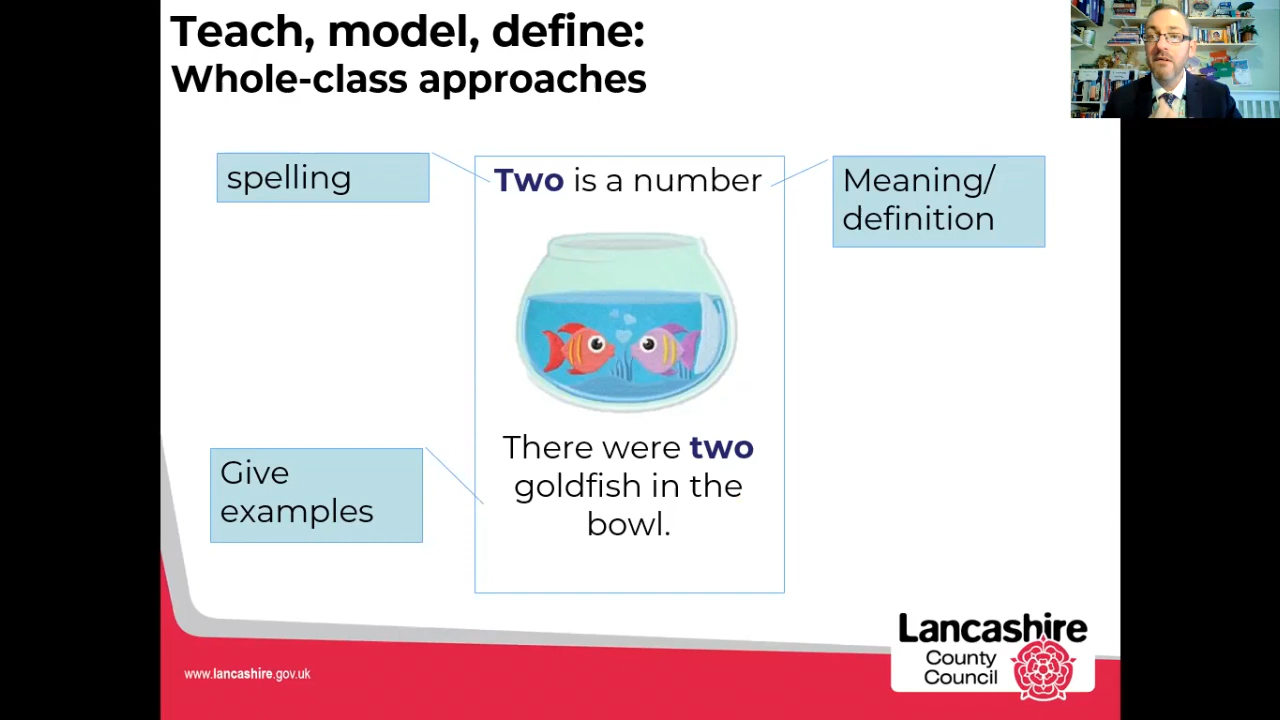 Teach, model, define:
Whole-class approaches
spelling
Two is a number
Meaning/
definition
Give
examples
There were two
goldfish in the
bowl.
www.lancashire.gov.uk
Lancashire
County
Council